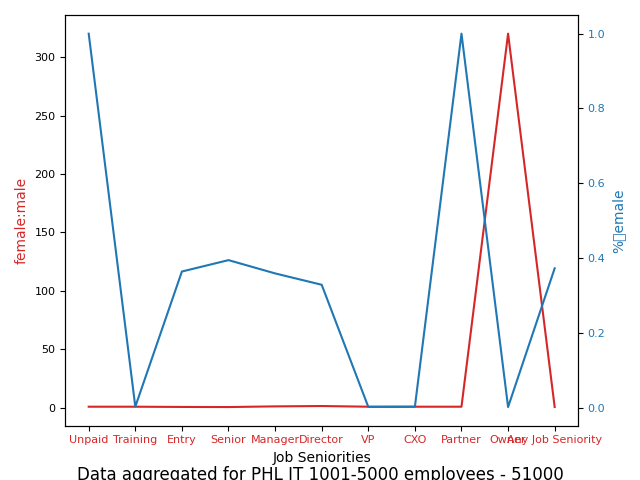 300
250
200
150
100
50
0
female:male
1.0
0.8
0.6
0.4
0.2
0.0
%emale
Unpaid Training Entry Senior Manager Director VP CXO Partner Owner Any Job Seniority
Job Seniorities
Data aggregated for PHL IT 1001-5000 employees - 51000